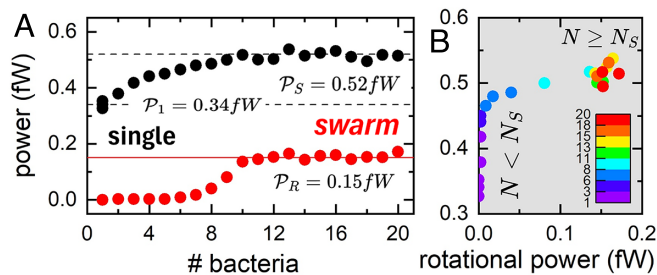 A
power (fW)
0.6
0.4
0.2
0.0
0
4
8
12
16
20
# bacteria
𝒫_S = 0.52fW
𝒫_1 = 0.34fW
single
swarm
𝒫_R = 0.15fW
B
0.6
0.5
0.4
0.3
0.0
0.1
0.2
rotational power (fW)
N ≥ N_S
N < N_S
20
18
16
13
11
8
6
3
1